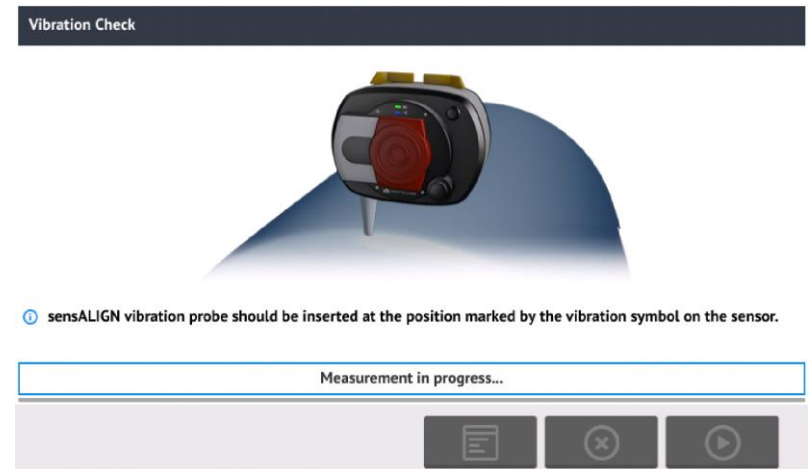 Vibration Check
sensALIGN vibration probe should be inserted at the position marked by the vibration symbol on the sensor.
Measurement in progress...